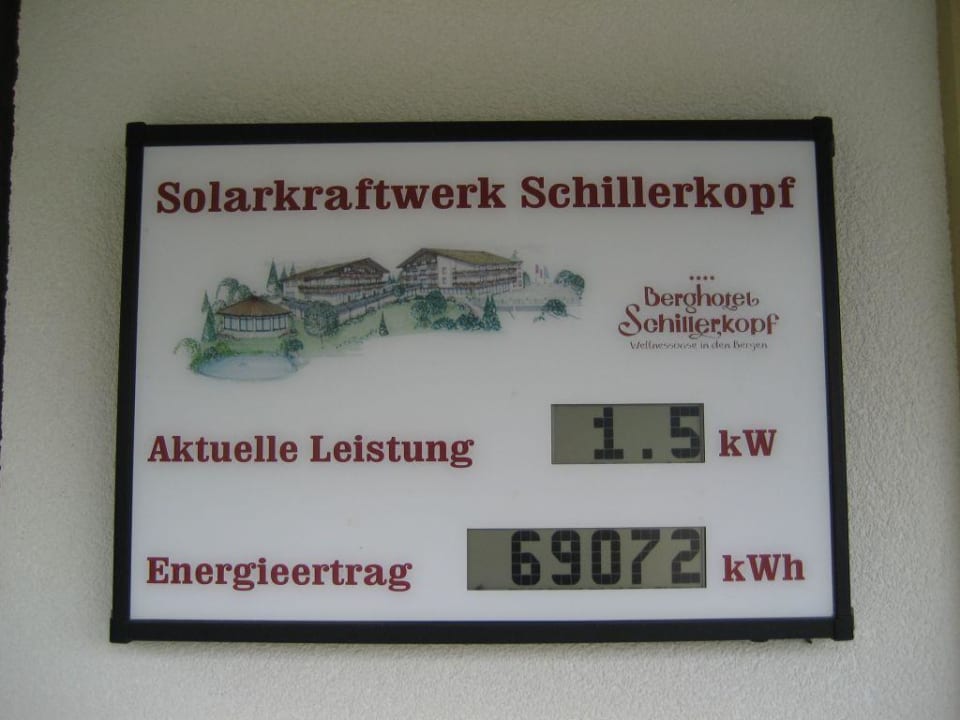 Solarkraftwerk Schillerkopf
****
Berghotel
Schillerkopf
Wellnessoase in den Bergen
Aktuelle Leistung 1.5 kW
Energieertrag 69072 kWh